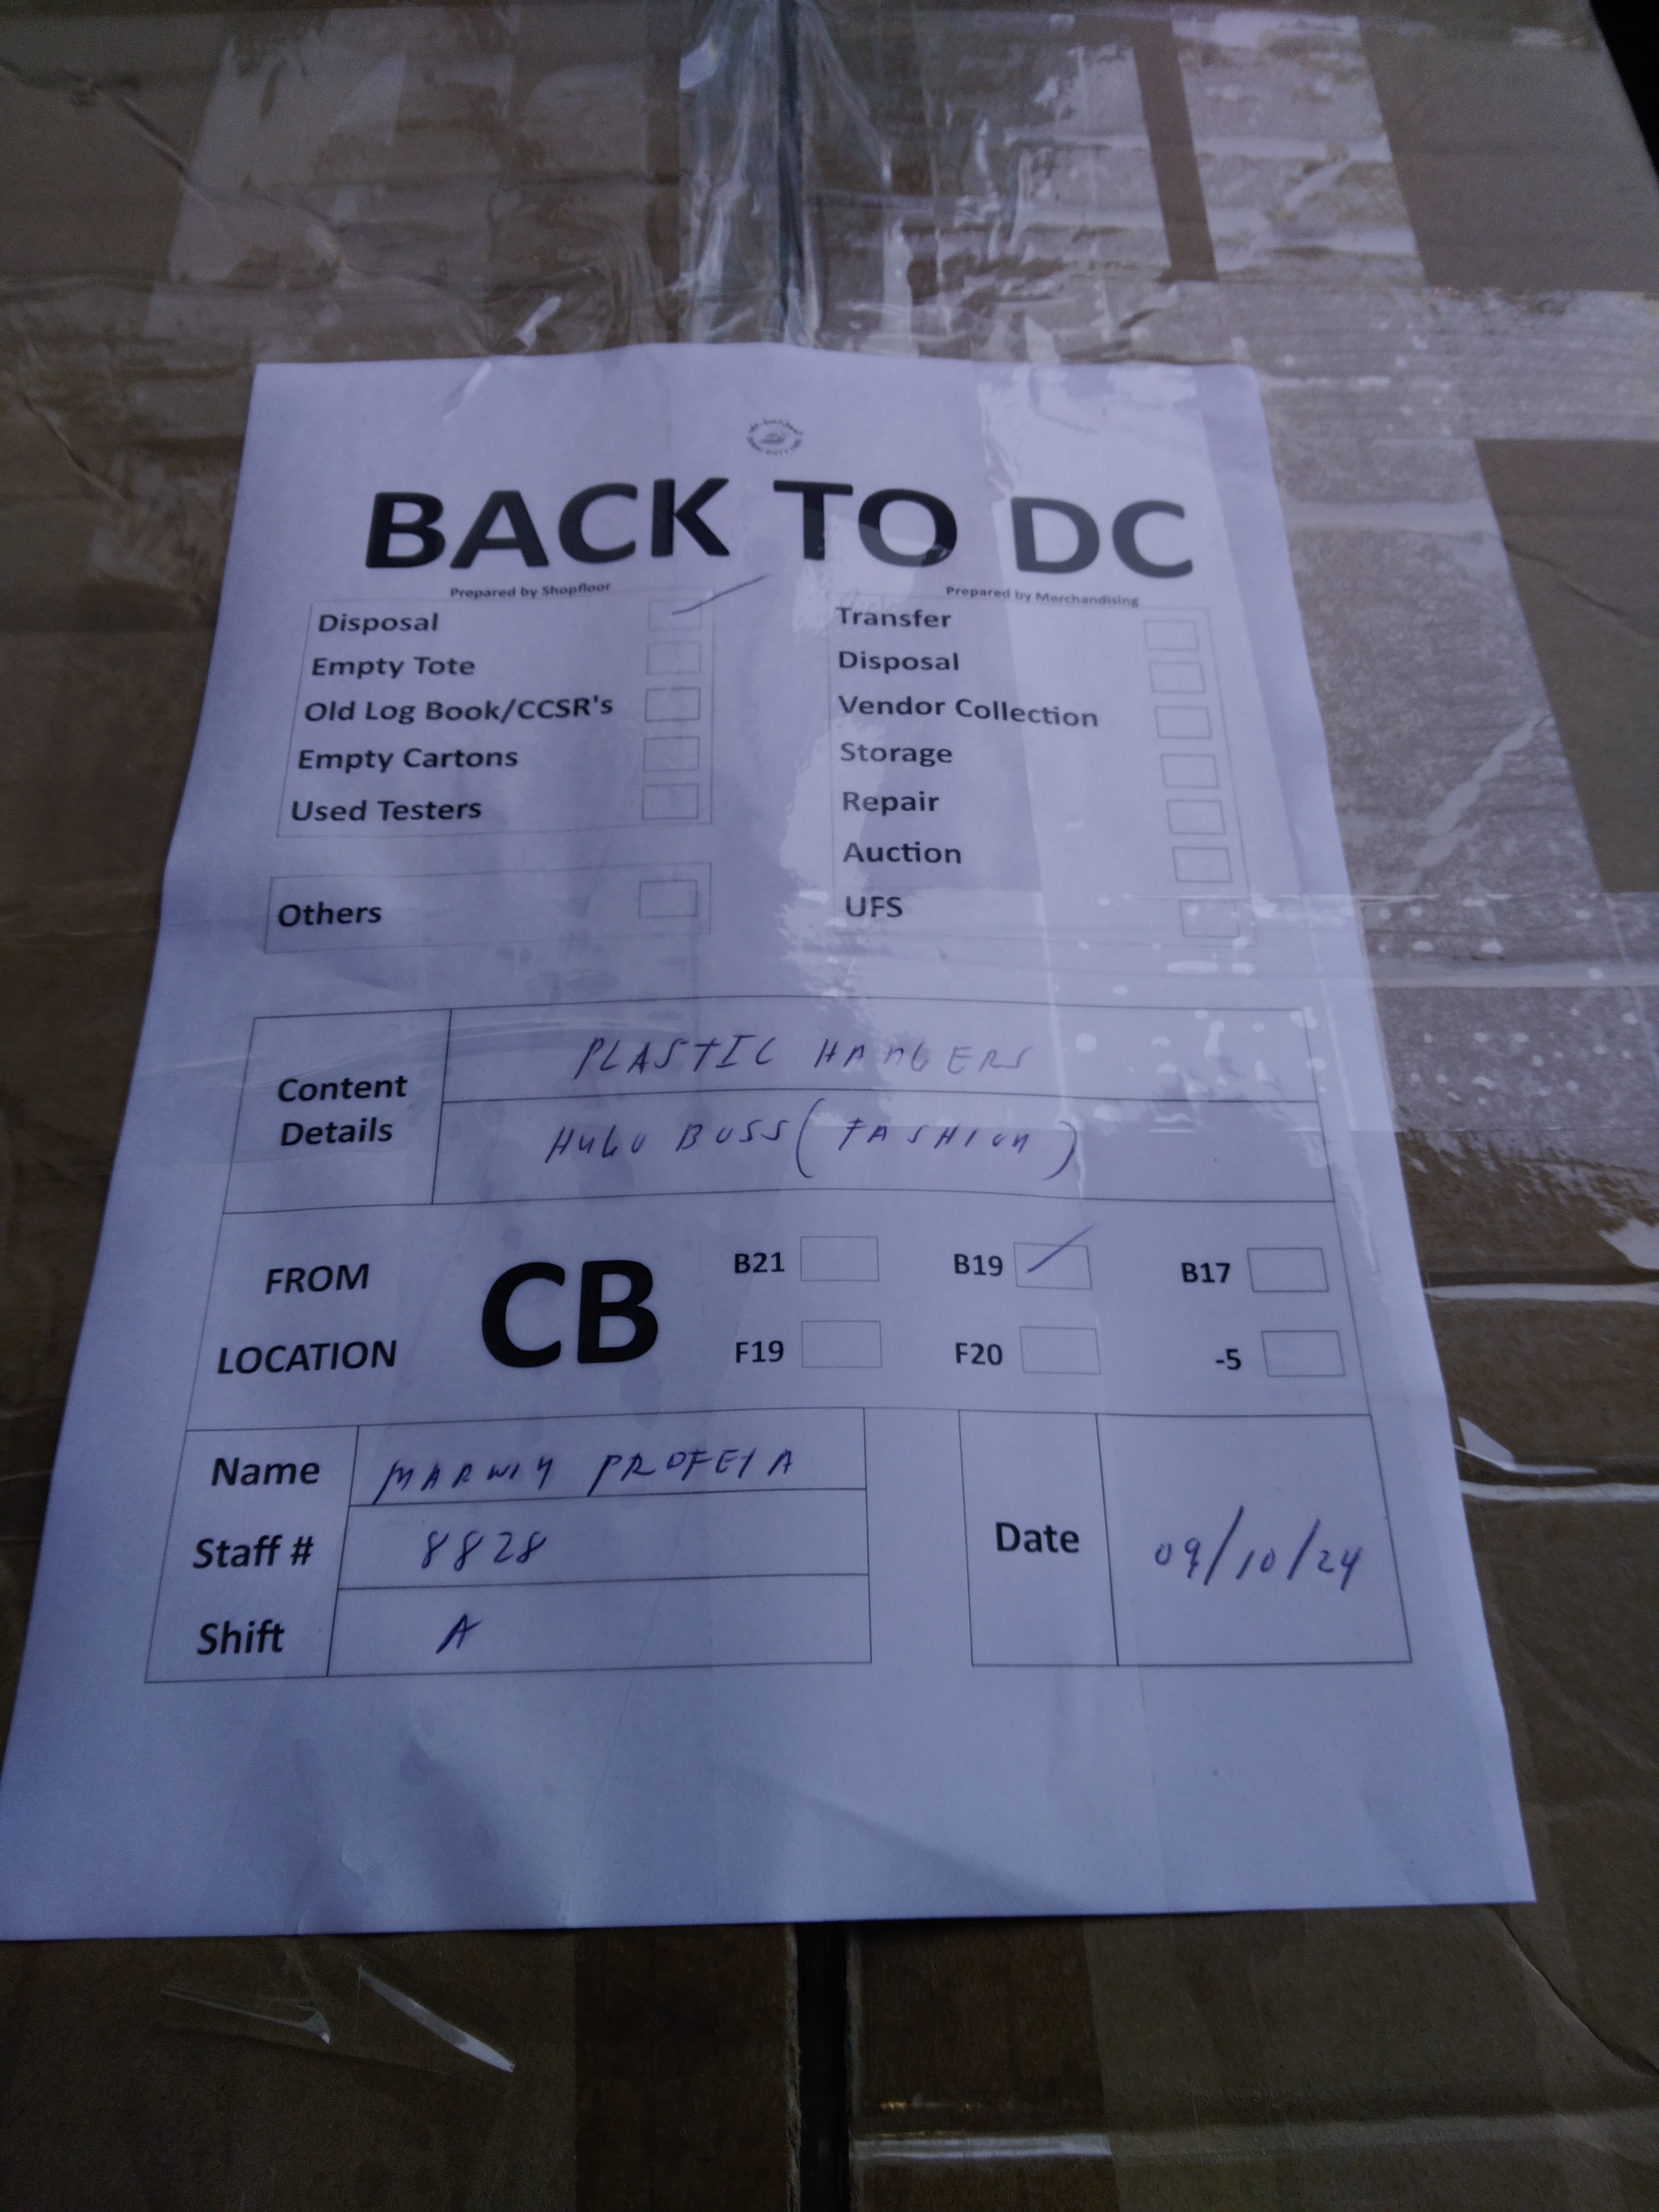 BACK TO DC
Prepared by Shopfloor
Disposal
Empty Tote
Old Log Book/CCSR's
Empty Cartons
Used Testers
Others
Prepared by Merchandising
Transfer
Disposal
Vendor Collection
Storage
Repair
Auction
UFS
Content Details
PLASTIC HANGERS
HUGO BOSS (FASHION)
FROM LOCATION
CB
B21 B19 B17
F19 F20 -5
Name MARWIN PROFETA
Staff # 8828
Shift A
Date 09/10/24